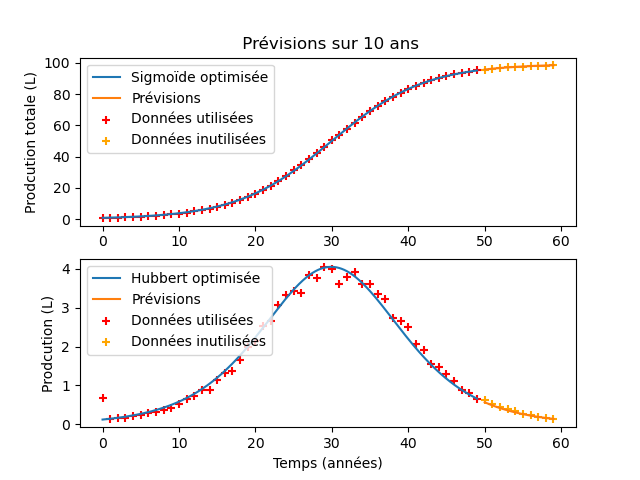 Prévisions sur 10 ans
Prodcution totale (L)
100
80
60
40
20
0
Sigmoïde optimisée
Prévisions
Données utilisées
Données inutilisées
0 10 20 30 40 50 60
Prodcution (L)
4
3
2
1
0
Hubbert optimisée
Prévisions
Données utilisées
Données inutilisées
0 10 20 30 40 50 60
Temps (années)